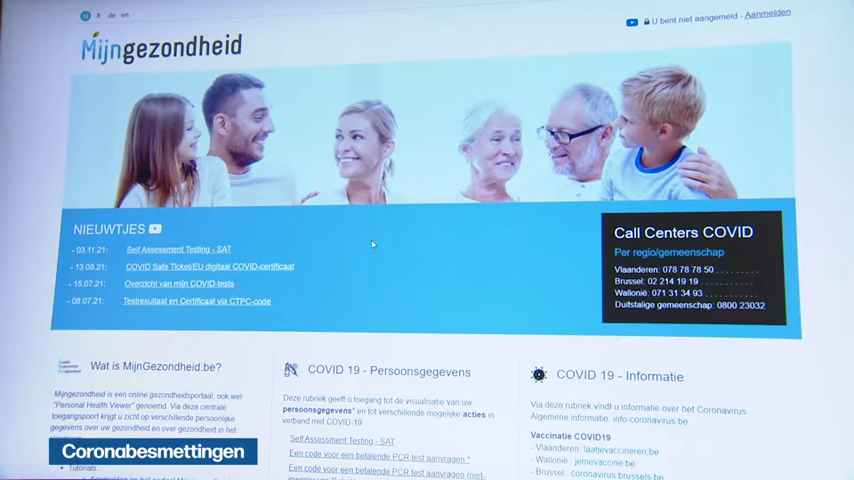 nl fr de en
U bent niet aangemeld - Aanmelden
Mijngezondheid
NIEUWTJES
- 03.11.21: Self Assessment Testing - SAT
- 13.08.21: COVID Safe Ticket/EU digitaal COVID-certificaat
- 15.07.21: Overzicht van mijn COVID-tests
- 08.07.21: Testresultaat en Certificaat via CTPC-code
Call Centers COVID
Per regio/gemeenschap
Vlaanderen: 078 78 78 50 . . . . . . . . .
Brussel: 02 214 19 19 . . . . . . . . . . .
Wallonië: 071 31 34 93 . . . . . . . . . .
Duitstalige gemeenschap: 0800 23032
Wat is MijnGezondheid.be?
Mijngezondheid is een online gezondheidsportaal, ook wel
"Personal Health Viewer" genoemd. Via deze centrale
toegangsport krijgt u zicht op verschillende persoonlijke
gegevens over uw gezondheid en over gezondheid in het
Tutorials
COVID 19 - Persoonsgegevens
Deze rubriek geeft u toegang tot de visualisatie van uw
persoonsgegevens* en tot verschillende mogelijke acties in
verband met COVID-19
Self Assessment Testing - SAT
Een code voor een betalende PCR test aanvragen *
Een code voor een betalende PCR test aanvragen (niet-
COVID 19 - Informatie
Via deze rubriek vindt u informatie over het Coronavirus
Algemene informatie: info-coronavirus.be
Vaccinatie COVID19
- Vlaanderen: laatjevaccineren.be
- Wallonië : jemevaccine.be
- Brussel : coronavirus.brussels.be
Coronabesmettingen